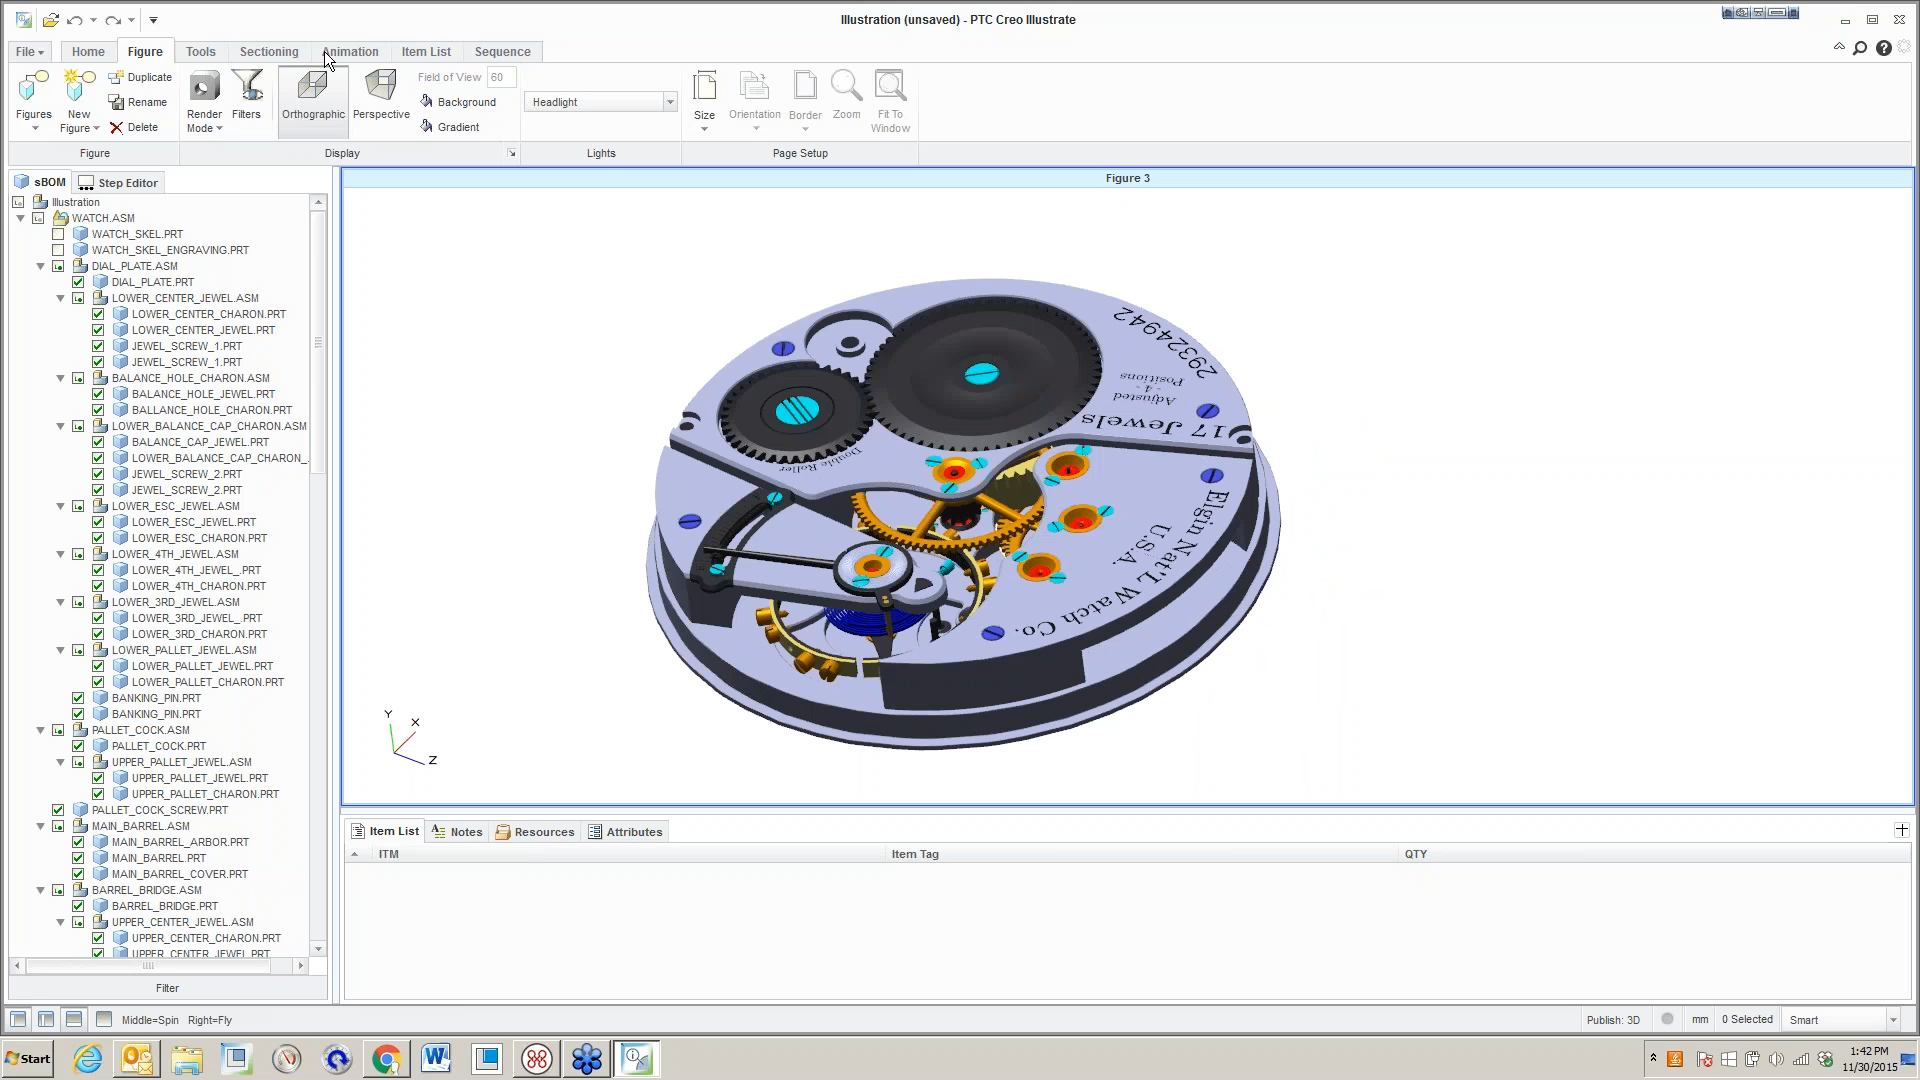 Illustration (unsaved) - PTC Creo Illustrate
File
Home
Figure
Tools
Sectioning
Animation
Item List
Sequence
Figures
New Figure
Duplicate
Rename
Delete
Figure
Render Mode
Filters
Orthographic
Perspective
Field of View 60
Background
Gradient
Display
Headlight
Lights
Size
Orientation
Border
Zoom
Fit To Window
Page Setup
sBOM
Step Editor
Illustration
WATCH.ASM
WATCH_SKEL.PRT
WATCH_SKEL_ENGRAVING.PRT
DIAL_PLATE.ASM
DIAL_PLATE.PRT
LOWER_CENTER_JEWEL.ASM
LOWER_CENTER_CHARON.PRT
LOWER_CENTER_JEWEL.PRT
JEWEL_SCREW_1.PRT
JEWEL_SCREW_1.PRT
BALANCE_HOLE_CHARON.ASM
BALANCE_HOLE_JEWEL.PRT
BALLANCE_HOLE_CHARON.PRT
LOWER_BALANCE_CAP_CHARON.ASM
BALANCE_CAP_JEWEL.PRT
LOWER_BALANCE_CAP_CHARON_.
JEWEL_SCREW_2.PRT
JEWEL_SCREW_2.PRT
LOWER_ESC_JEWEL.ASM
LOWER_ESC_JEWEL.PRT
LOWER_ESC_CHARON.PRT
LOWER_4TH_JEWEL.ASM
LOWER_4TH_JEWEL_.PRT
LOWER_4TH_CHARON.PRT
LOWER_3RD_JEWEL.ASM
LOWER_3RD_JEWEL_.PRT
LOWER_3RD_CHARON.PRT
LOWER_PALLET_JEWEL.ASM
LOWER_PALLET_JEWEL.PRT
LOWER_PALLET_CHARON.PRT
BANKING_PIN.PRT
BANKING_PIN.PRT
PALLET_COCK.ASM
PALLET_COCK.PRT
UPPER_PALLET_JEWEL.ASM
UPPER_PALLET_JEWEL.PRT
UPPER_PALLET_CHARON.PRT
PALLET_COCK_SCREW.PRT
MAIN_BARREL.ASM
MAIN_BARREL_ARBOR.PRT
MAIN_BARREL.PRT
MAIN_BARREL_COVER.PRT
BARREL_BRIDGE.ASM
BARREL_BRIDGE.PRT
UPPER_CENTER_JEWEL.ASM
UPPER_CENTER_CHARON.PRT
UPPER_CENTER_JEWEL.PRT
Filter
Figure 3
29324942
Adjusted
- 4 -
Positions
17 Jewels
Double Roller
Elgin Nat'L Watch Co.
U.S.A.
Y
X
Z
Item List
Notes
Resources
Attributes
ITM
Item Tag
QTY
Middle=Spin Right=Fly
Publish: 3D
mm
0 Selected
Smart
Start
1:42 PM
11/30/2015